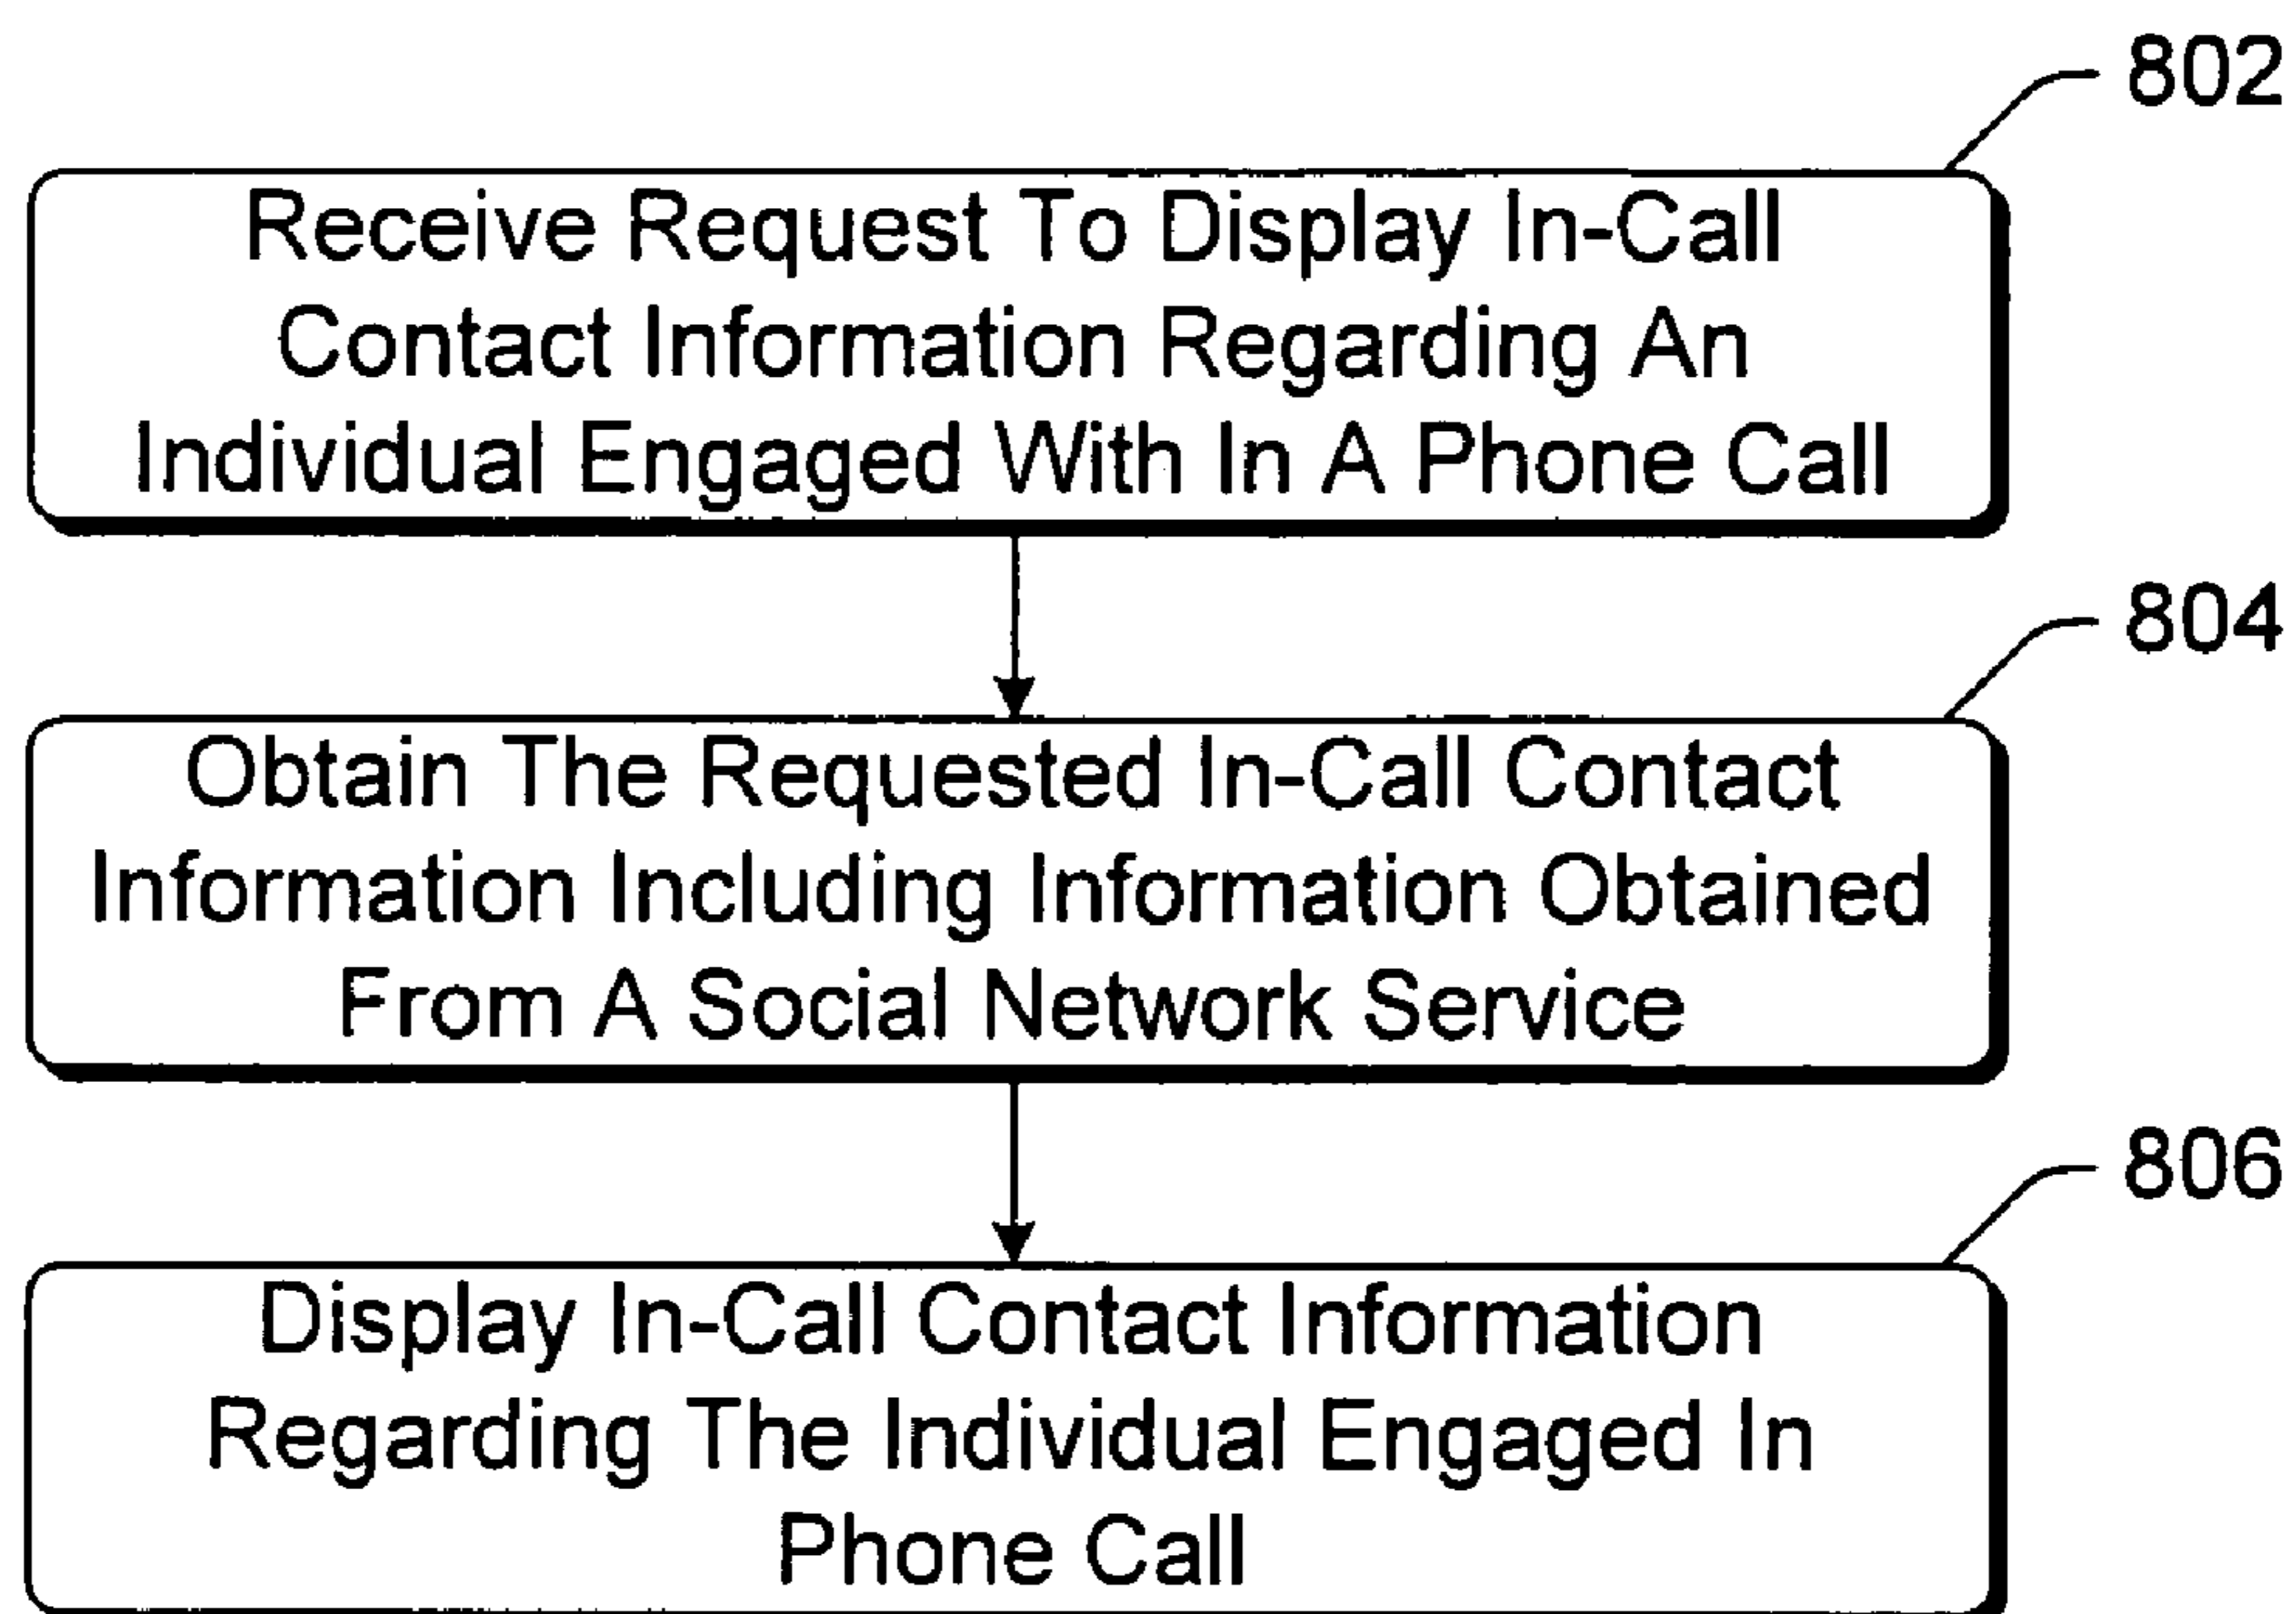 802
Receive Request To Display In-Call
Contact Information Regarding An
Individual Engaged With In A Phone Call
804
Obtain The Requested In-Call Contact
Information Including Information Obtained
From A Social Network Service
806
Display In-Call Contact Information
Regarding The Individual Engaged In
Phone Call